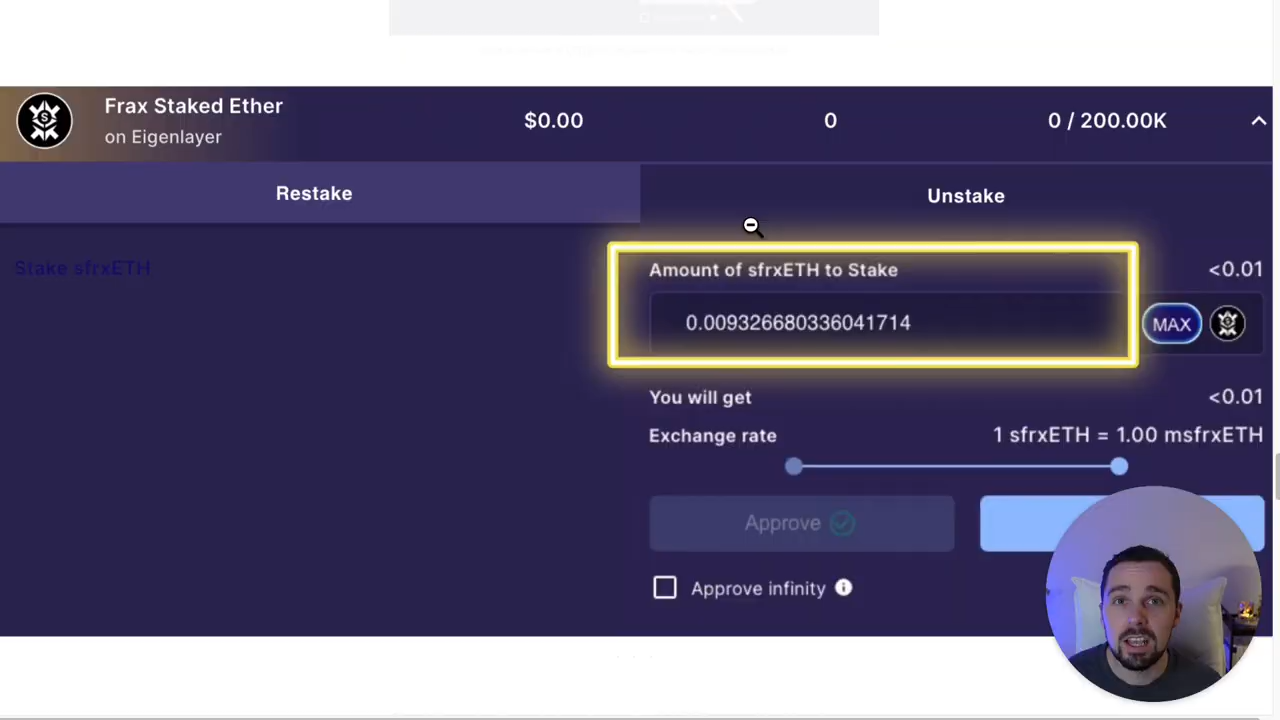 Frax Staked Ether
on Eigenlayer
$0.00
0
0 / 200.00K
Restake
Unstake
Stake sfrxETH
Amount of sfrxETH to Stake
<0.01
0.009326680336041714
MAX
You will get
<0.01
Exchange rate
1 sfrxETH = 1.00 msfrxETH
Approve
Approve infinity